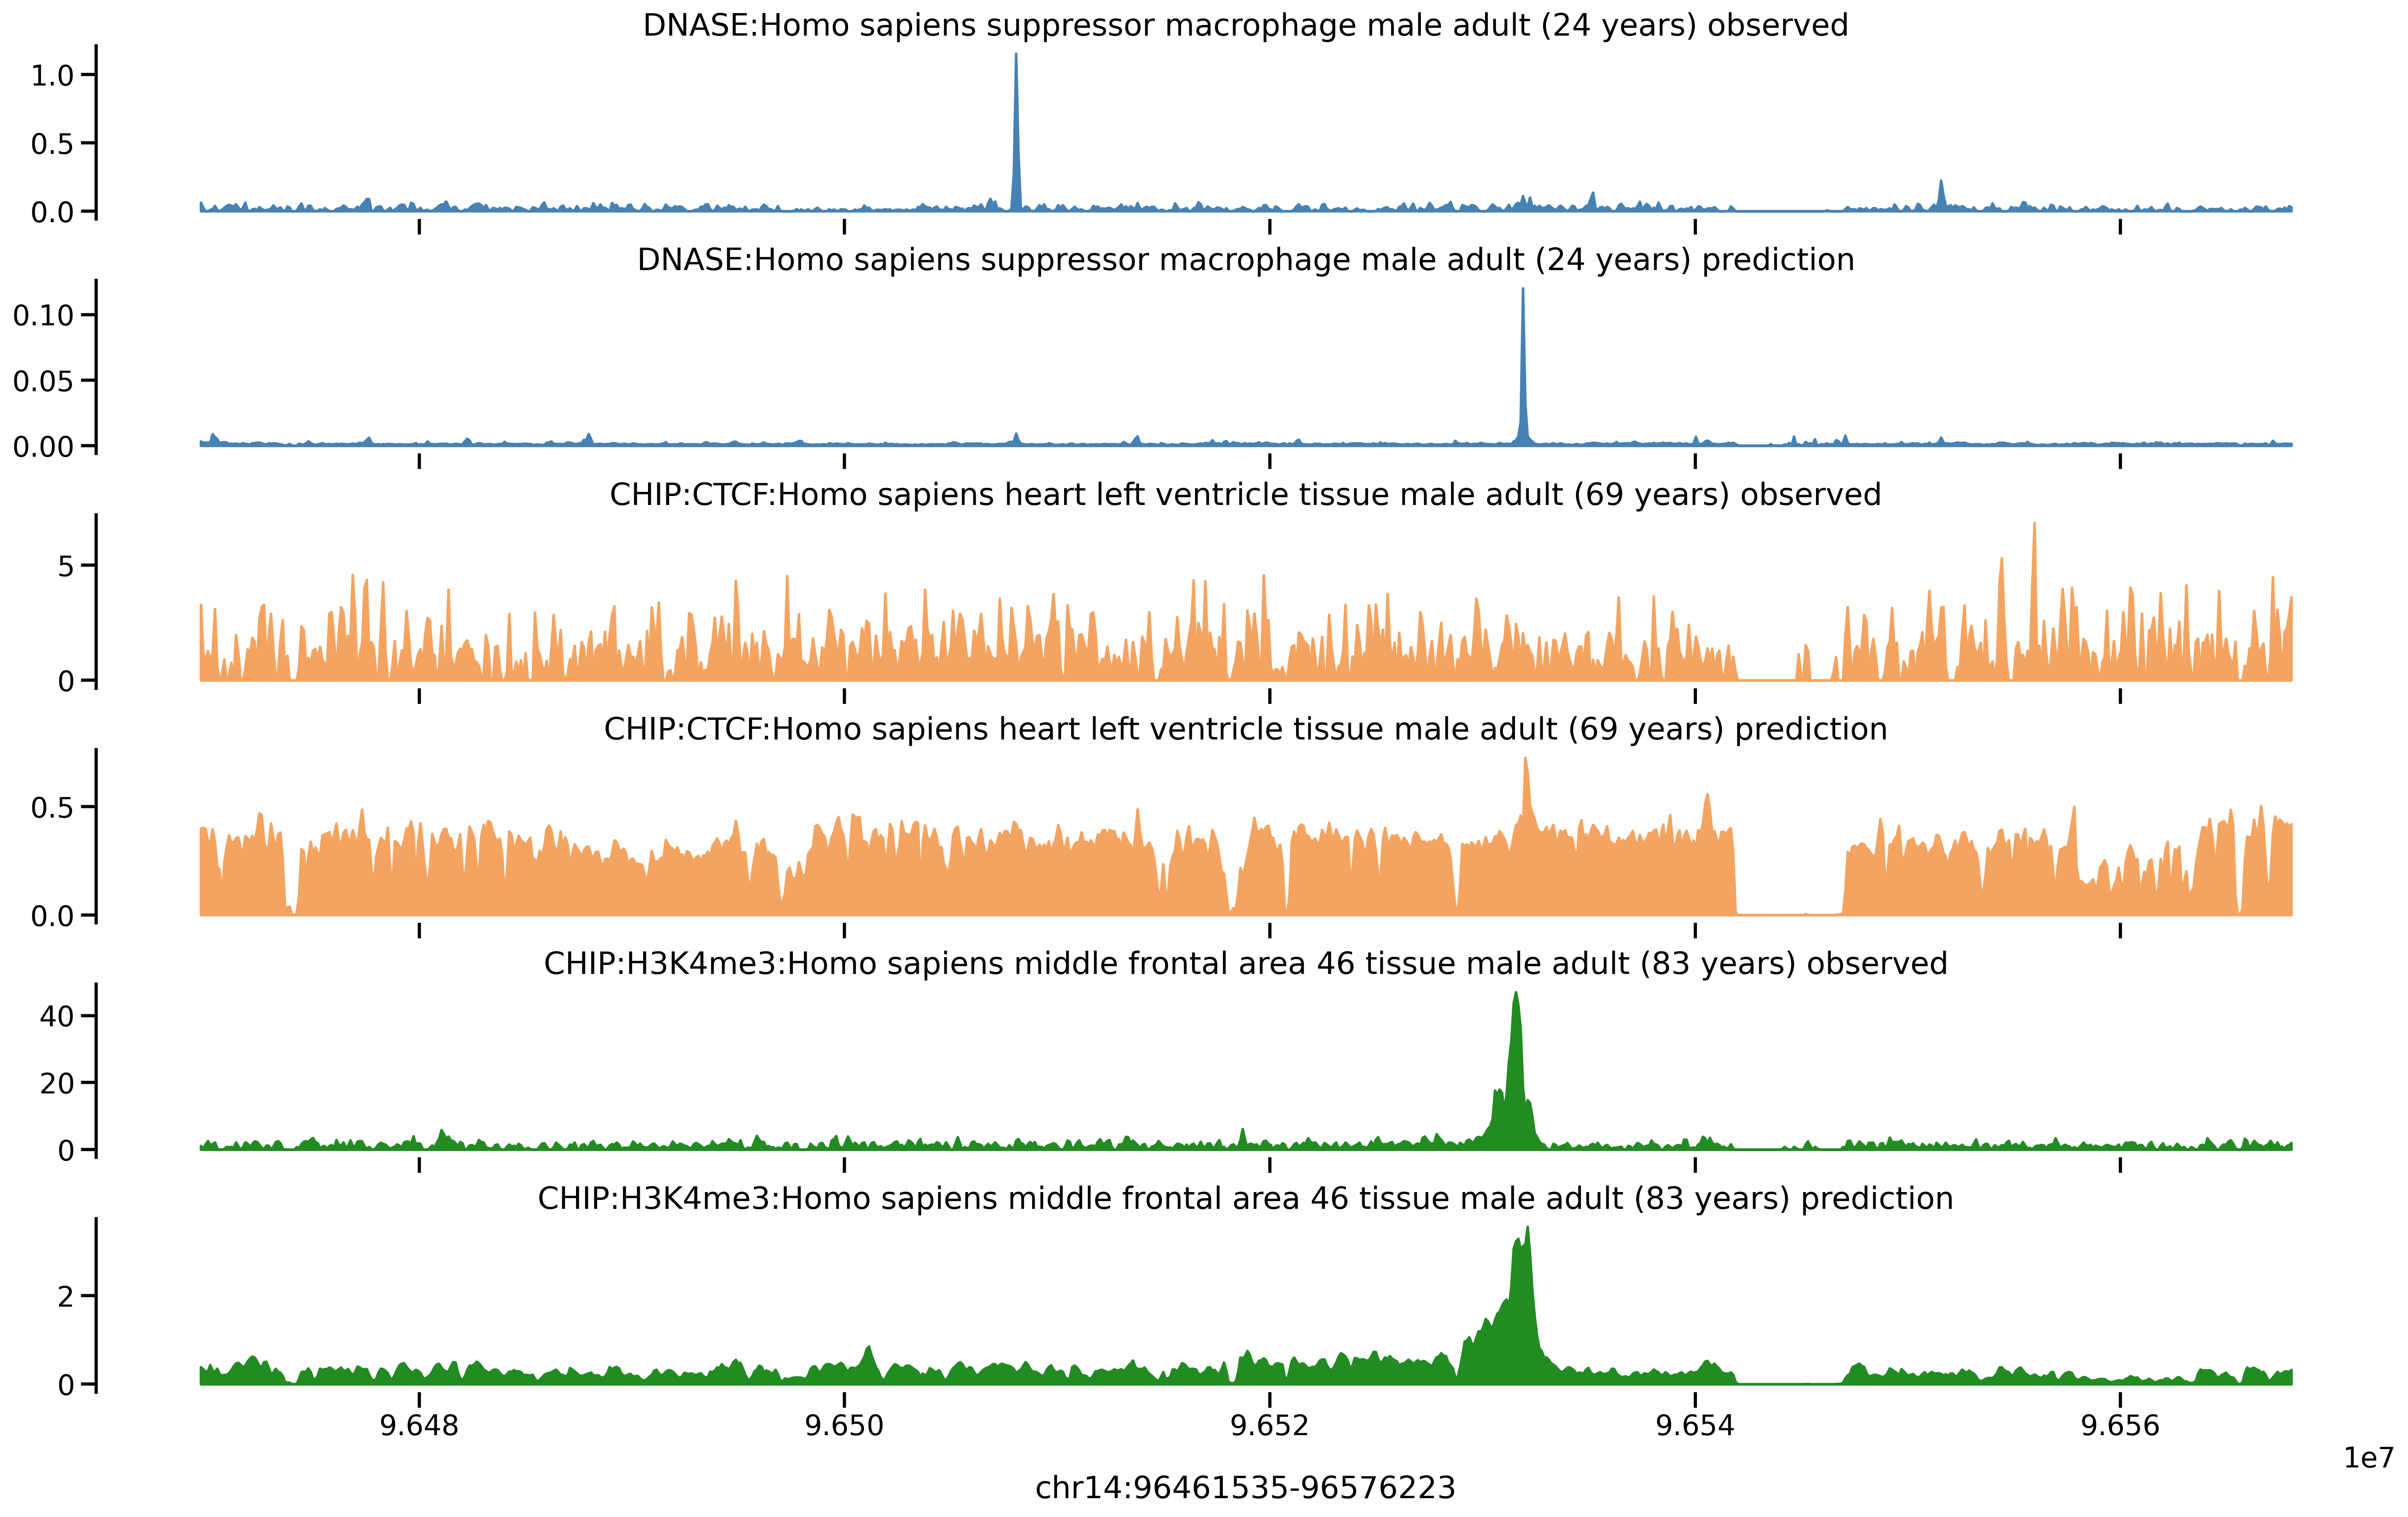 DNASE:Homo sapiens suppressor macrophage male adult (24 years) observed
1.0
0.5
0.0
DNASE:Homo sapiens suppressor macrophage male adult (24 years) prediction
0.10
0.05
0.00
CHIP:CTCF:Homo sapiens heart left ventricle tissue male adult (69 years) observed
5
0
CHIP:CTCF:Homo sapiens heart left ventricle tissue male adult (69 years) prediction
0.5
0.0
CHIP:H3K4me3:Homo sapiens middle frontal area 46 tissue male adult (83 years) observed
40
20
0
CHIP:H3K4me3:Homo sapiens middle frontal area 46 tissue male adult (83 years) prediction
2
0
9.648 9.650 9.652 9.654 9.656
1e7
chr14:96461535-96576223